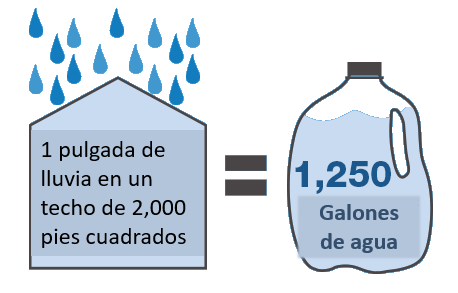 1 pulgada de
lluvia en un
techo de 2,000
pies cuadrados
1,250
Galones
de agua